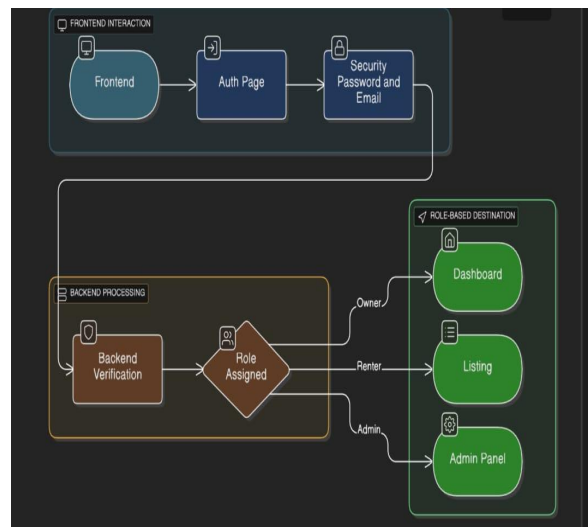 FRONTEND INTERACTION
Frontend
Auth Page
Security
Password and
Email
ROLE-BASED DESTINATION
Dashboard
BACKEND PROCESSING
Owner
Backend
Verification
Role
Assigned
Renter
Listing
Admin
Admin Panel